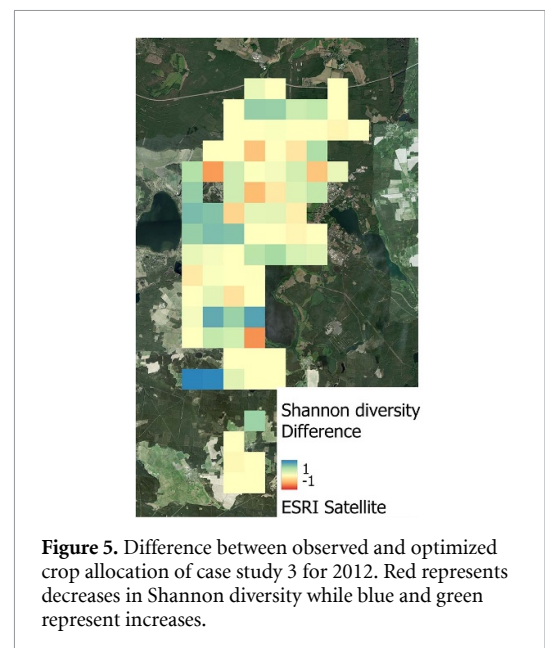 Shannon diversity
Difference
1
-1
ESRI Satellite
Figure 5. Difference between observed and optimized
crop allocation of case study 3 for 2012. Red represents
decreases in Shannon diversity while blue and green
represent increases.